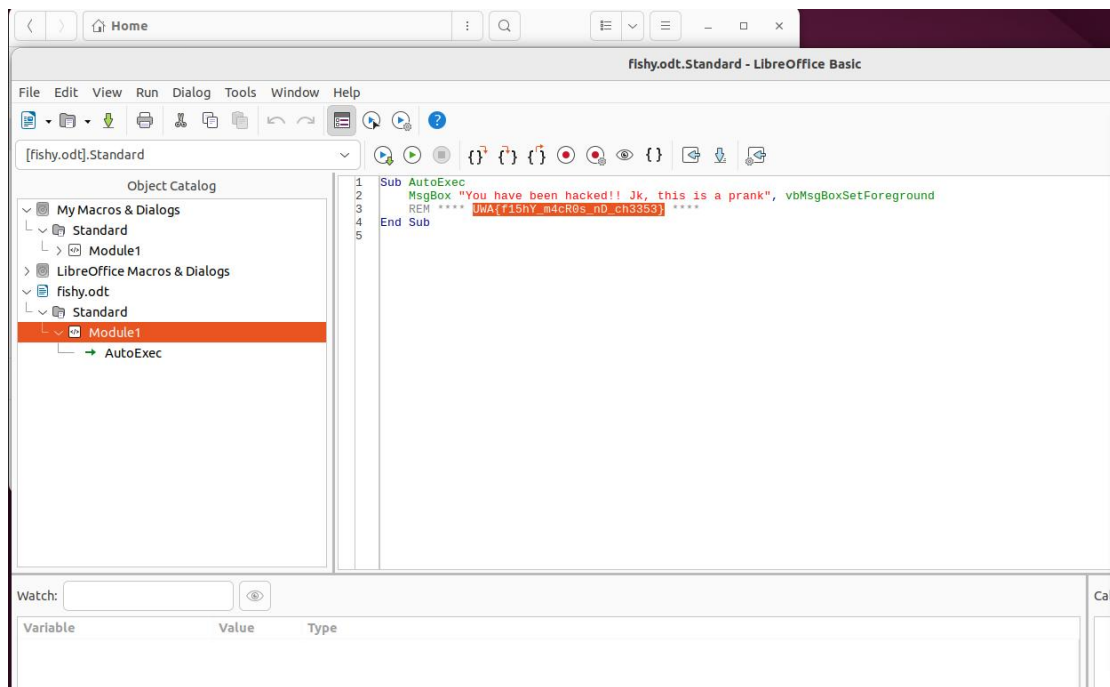 Home
fishy.odt.Standard - LibreOffice Basic
File Edit View Run Dialog Tools Window Help
[fishy.odt].Standard
Object Catalog
My Macros & Dialogs
Standard
Module1
LibreOffice Macros & Dialogs
fishy.odt
Standard
Module1
AutoExec
1 Sub AutoExec
2 MsgBox "You have been hacked!! Jk, this is a prank", vbMsgBoxSetForeground
3 REM **** UWA{f15hY_m4cR0s_nD_ch3353} ****
4 End Sub
5
Watch:
Variable Value Type